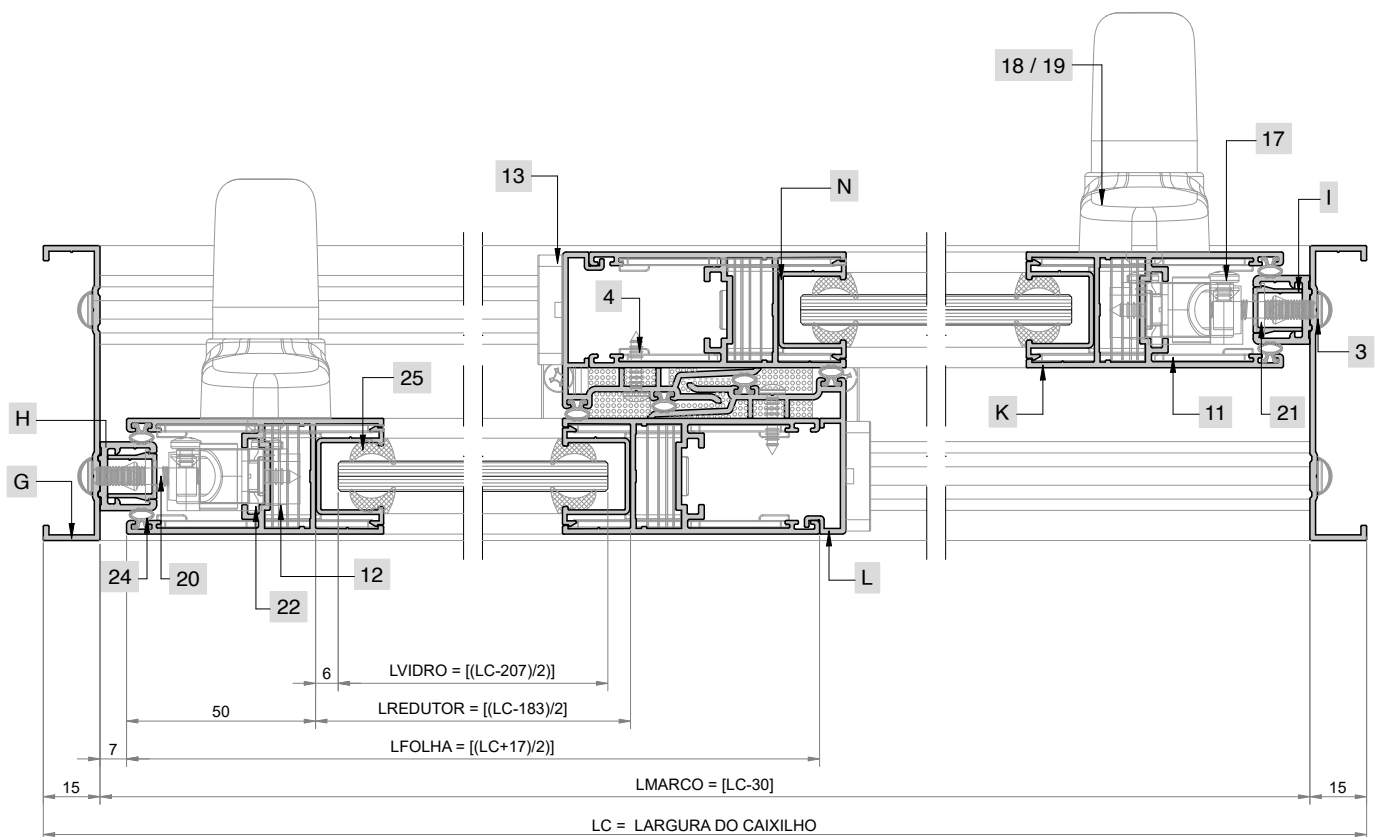 18 / 19
17
13
N
I
4
3
25
H
K
11
21
G
24
20
12
L
22
6
LVIDRO = [(LC-207)/2)]
50
LREDUTOR = [(LC-183)/2]
7
LFOLHA = [(LC+17)/2)]
15
LMARCO = [LC-30]
15
LC = LARGURA DO CAIXILHO